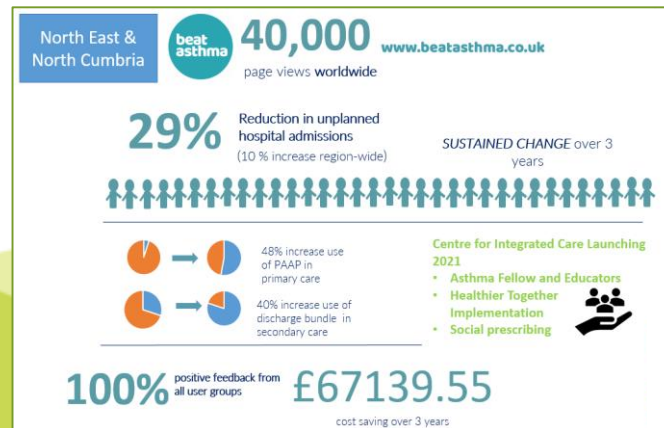 North East &
North Cumbria
beat
asthma
40,000
www.beatasthma.co.uk
page views worldwide
29%
Reduction in unplanned
hospital admissions
(10 % increase region-wide)
SUSTAINED CHANGE over 3
years
48% increase use
of PAAP in
primary care
40% increase use of
discharge bundle in
secondary care
Centre for Integrated Care Launching
2021
• Asthma Fellow and Educators
• Healthier Together
Implementation
• Social prescribing
100%
positive feedback from
all user groups
£67139.55
cost saving over 3 years